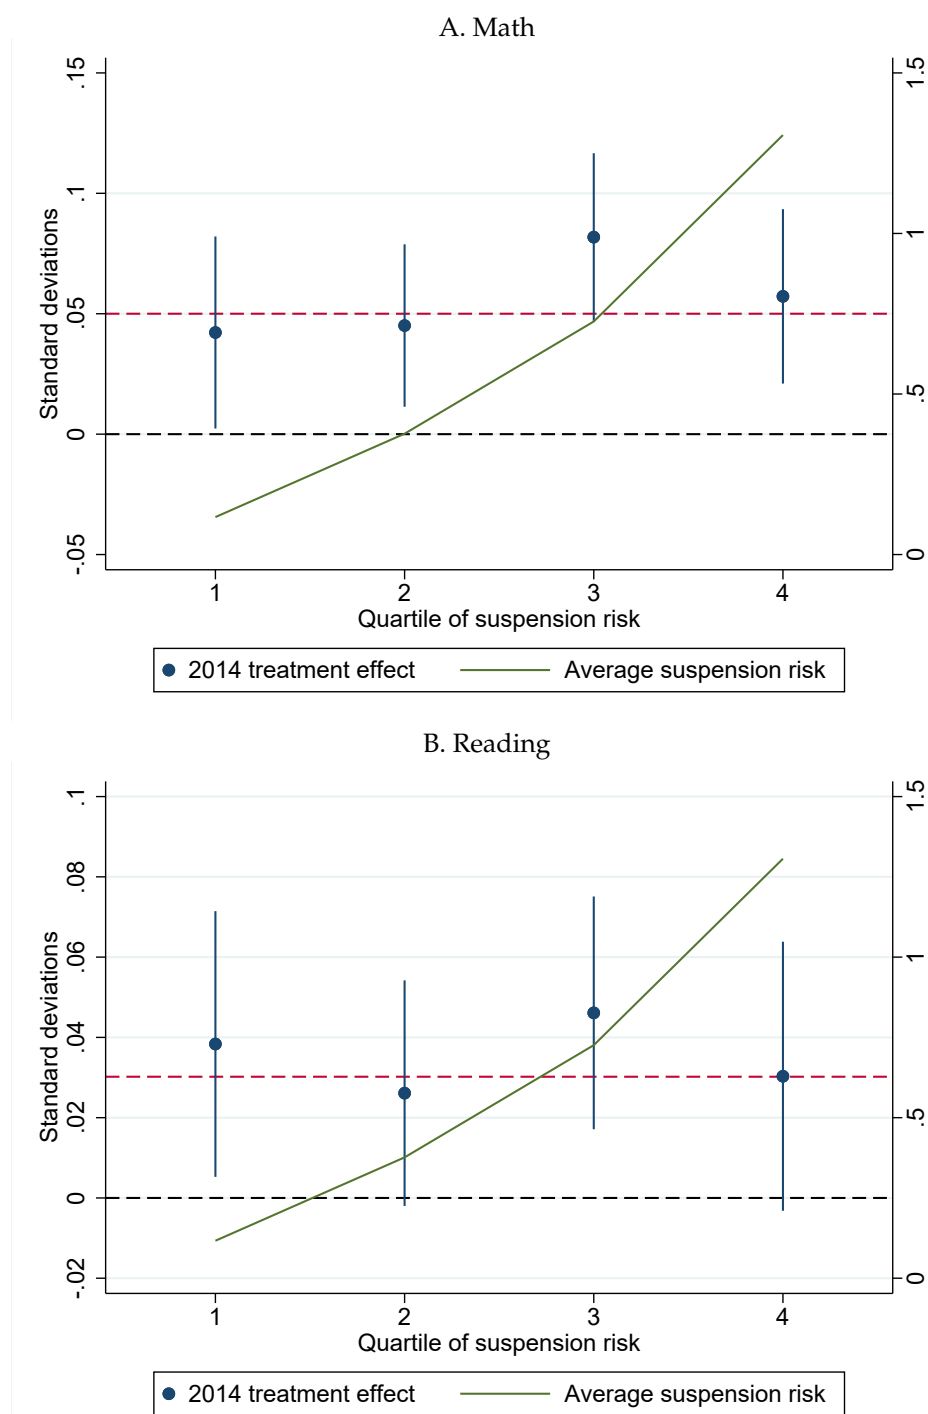 A. Math
.15
.1
.05
0
-.05
Standard deviations
1.5
1
.5
0
1
2
3
4
Quartile of suspension risk
2014 treatment effect
Average suspension risk
B. Reading
.1
.08
.06
.04
.02
0
-.02
Standard deviations
1.5
1
.5
0
1
2
3
4
Quartile of suspension risk
2014 treatment effect
Average suspension risk